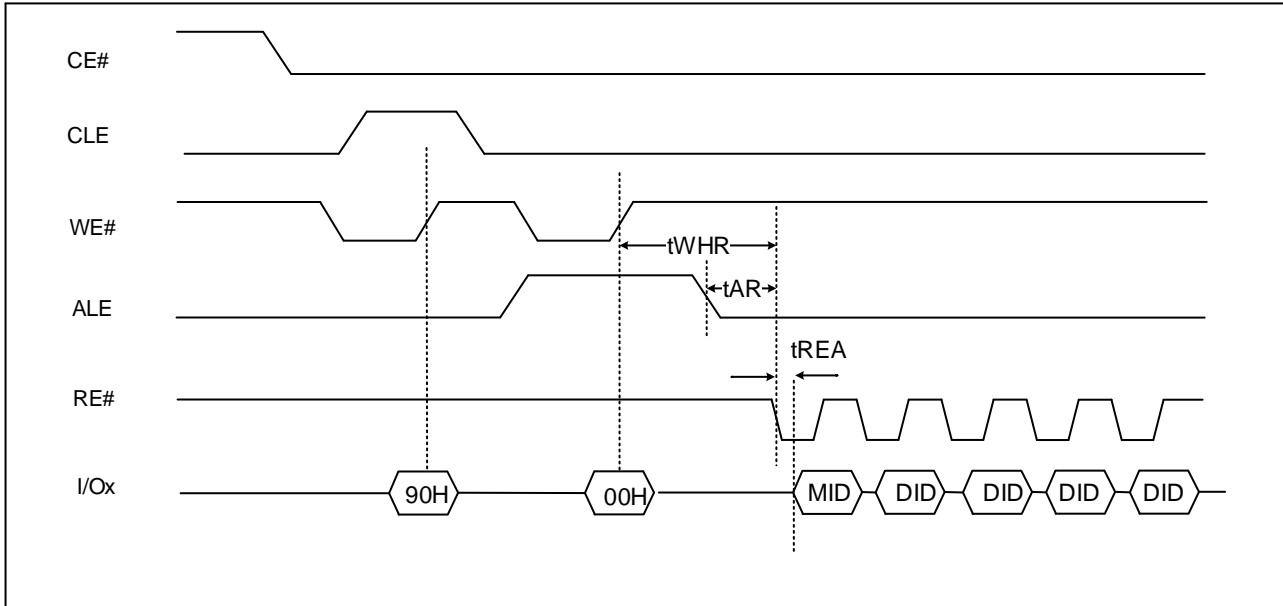 CE#
CLE
WE#
tWHR
tAR
ALE
tREA
RE#
I/Ox
90H
00H
MID
DID
DID
DID
DID